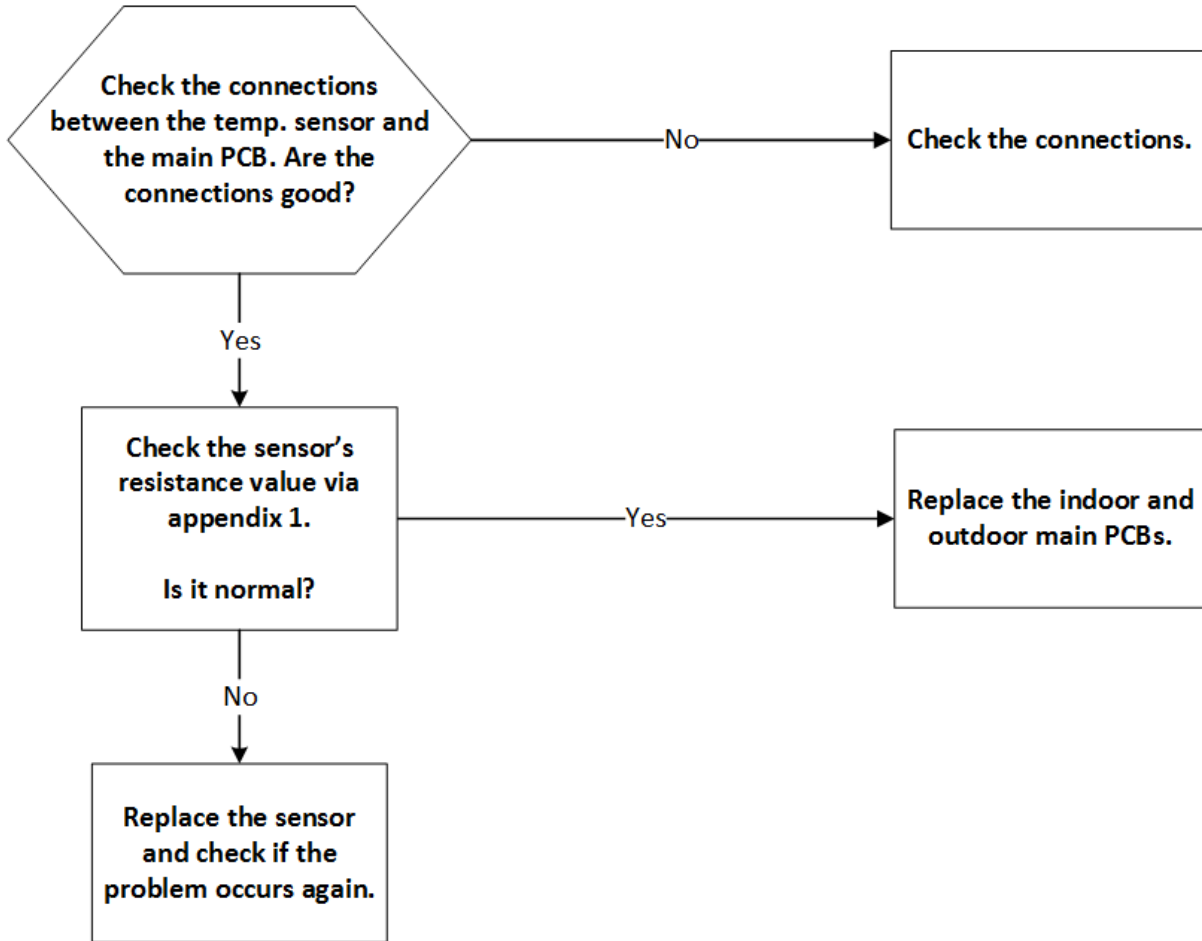 Check the connections
between the temp. sensor and
the main PCB. Are the
connections good?
No
Check the connections.
Yes
Check the sensor’s
resistance value via
appendix 1.
Is it normal?
Yes
Replace the indoor and
outdoor main PCBs.
No
Replace the sensor
and check if the
problem occurs again.